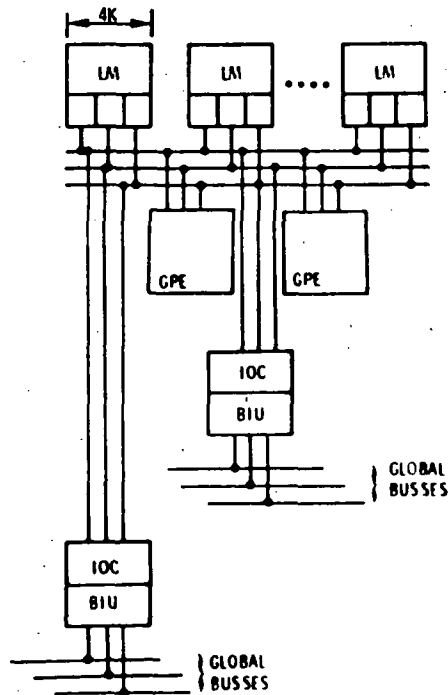 4K
LM LM LM
GPE GPE
IOC
BIU
GLOBAL
BUSSES
IOC
BIU
GLOBAL
BUSSES